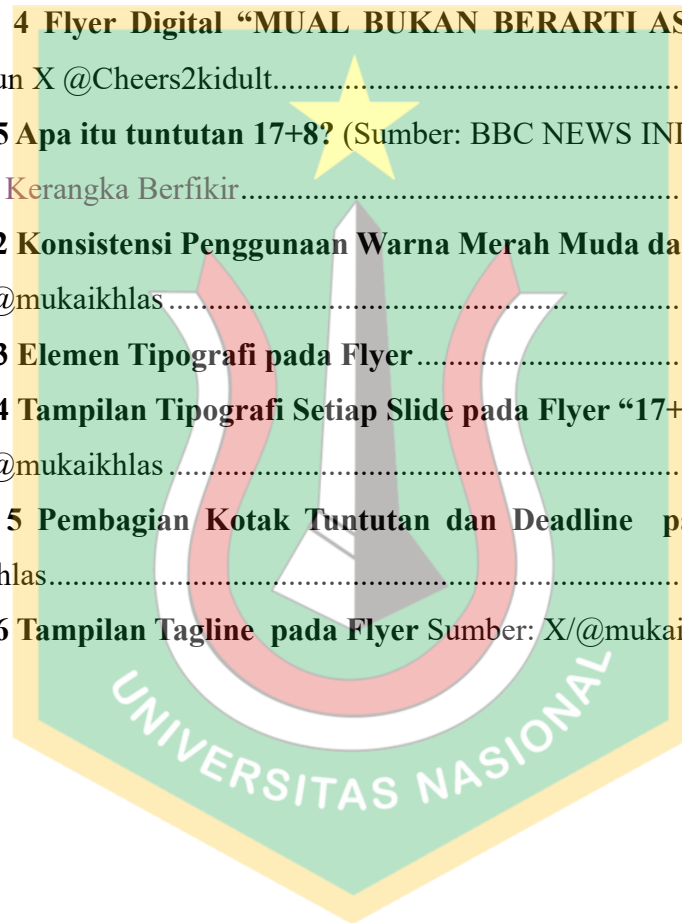 4 Flyer Digital “MUAL BUKAN BERARTI AS
un X @Cheers2kidult..................................................................
5 Apa itu tuntutan 17+8? (Sumber: BBC NEWS IND
Kerangka Berfikir......................................................................
2 Konsistensi Penggunaan Warna Merah Muda da
@mukaikhlas.................................................................................
3 Elemen Tipografi pada Flyer..........................................
4 Tampilan Tipografi Setiap Slide pada Flyer “17+
@mukaikhlas.................................................................................
5 Pembagian Kotak Tuntutan dan Deadline pa
hlas....................................................................................................
6 Tampilan Tagline pada Flyer Sumber: X/@mukai
UNIVERSITAS NASIONAL